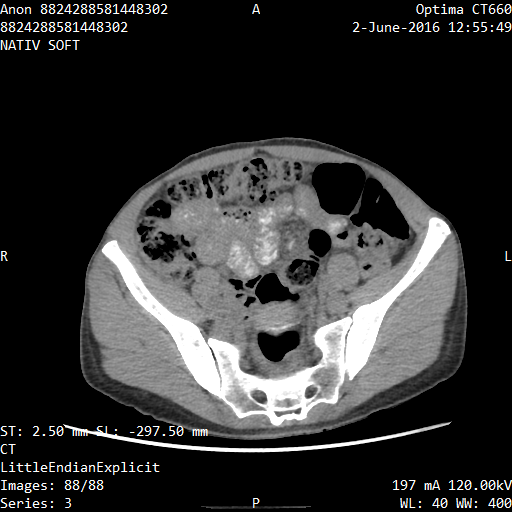 Anon 8824288581448302
A
Optima CT660
8824288581448302
2-June-2016 12:55:49
NATIV SOFT
R
L
ST: 2.50 mm SL: -297.50 mm
CT
LittleEndianExplicit
Images: 88/88
197 mA 120.00kV
Series: 3
P
WL: 40 WW: 400